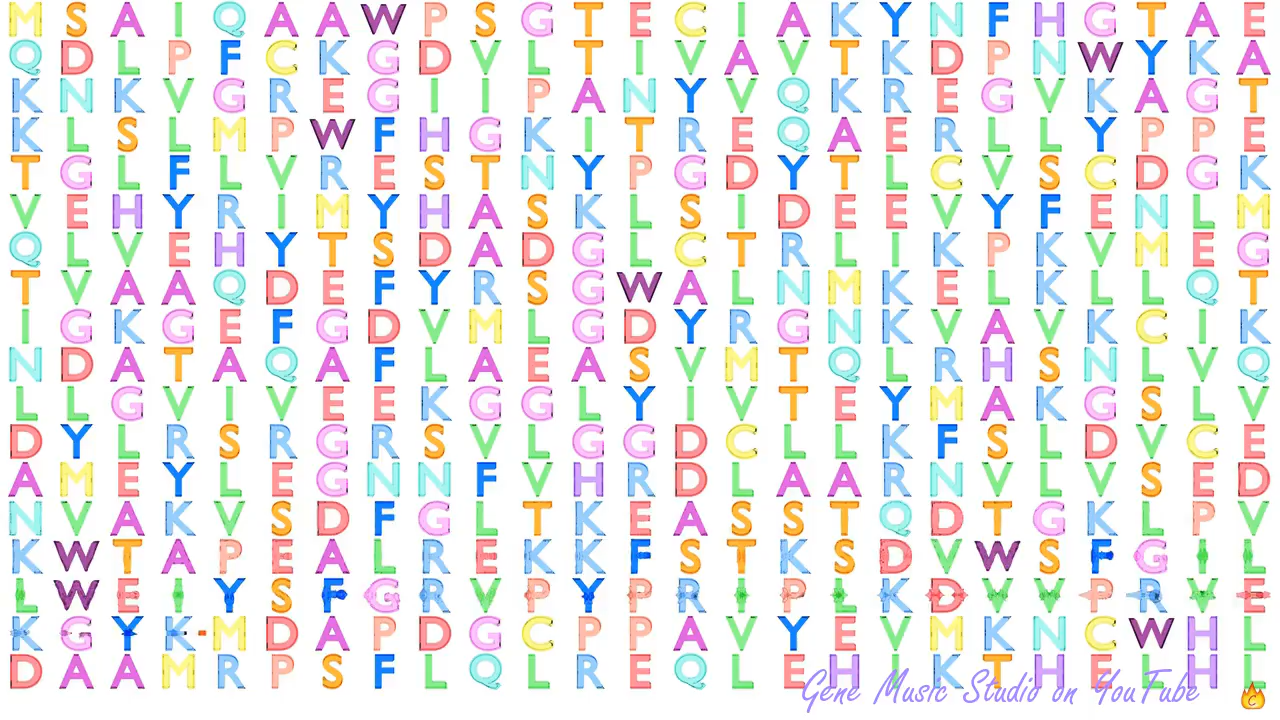 M S A I Q A A W P S G T E C I A K Y N F H G T A E
Q D L P F C K G D V L T I V A V T K D P N W Y K A
K N K V G R E G I I P A N Y V Q K R E G V K A G T
K L S L M P W F H G K I T R E Q A E R L L Y P P E
T G L F L V R E S T N Y P G D Y T L C V S C D G K
V E H Y R I M Y H A S K L S I D E E V Y F E N L M
Q L V E H Y T S D A D G L C T R L I K P K V M E G
T V A A Q D E F Y R S G W A L N M K E L K L L Q T
I G K G E F G D V M L G D Y R G N K V A V K C I K
N D A T A Q A F L A E A S V M T Q L R H S N L V Q
L L G V I V E E K G G L Y I V T E Y M A K G S L V
D Y L R S R G R S V L G G D C L L K F S L D V C E
A M E Y L E G N N F V H R D L A A R N V L V S E D
N V A K V S D F G L T K E A S S T Q D T G K L P V
K W T A P E A L R E K K F S T K S D V W S F G I L
L W E I Y S F G R V P Y P R I P L K D V V P R V E
K G Y K M D A P D G C P P A V Y E V M K N C W H L
D A A M R P S F L Q L R E Q L E H I K T H E L H L
Gene Music Studio on YouTube
C